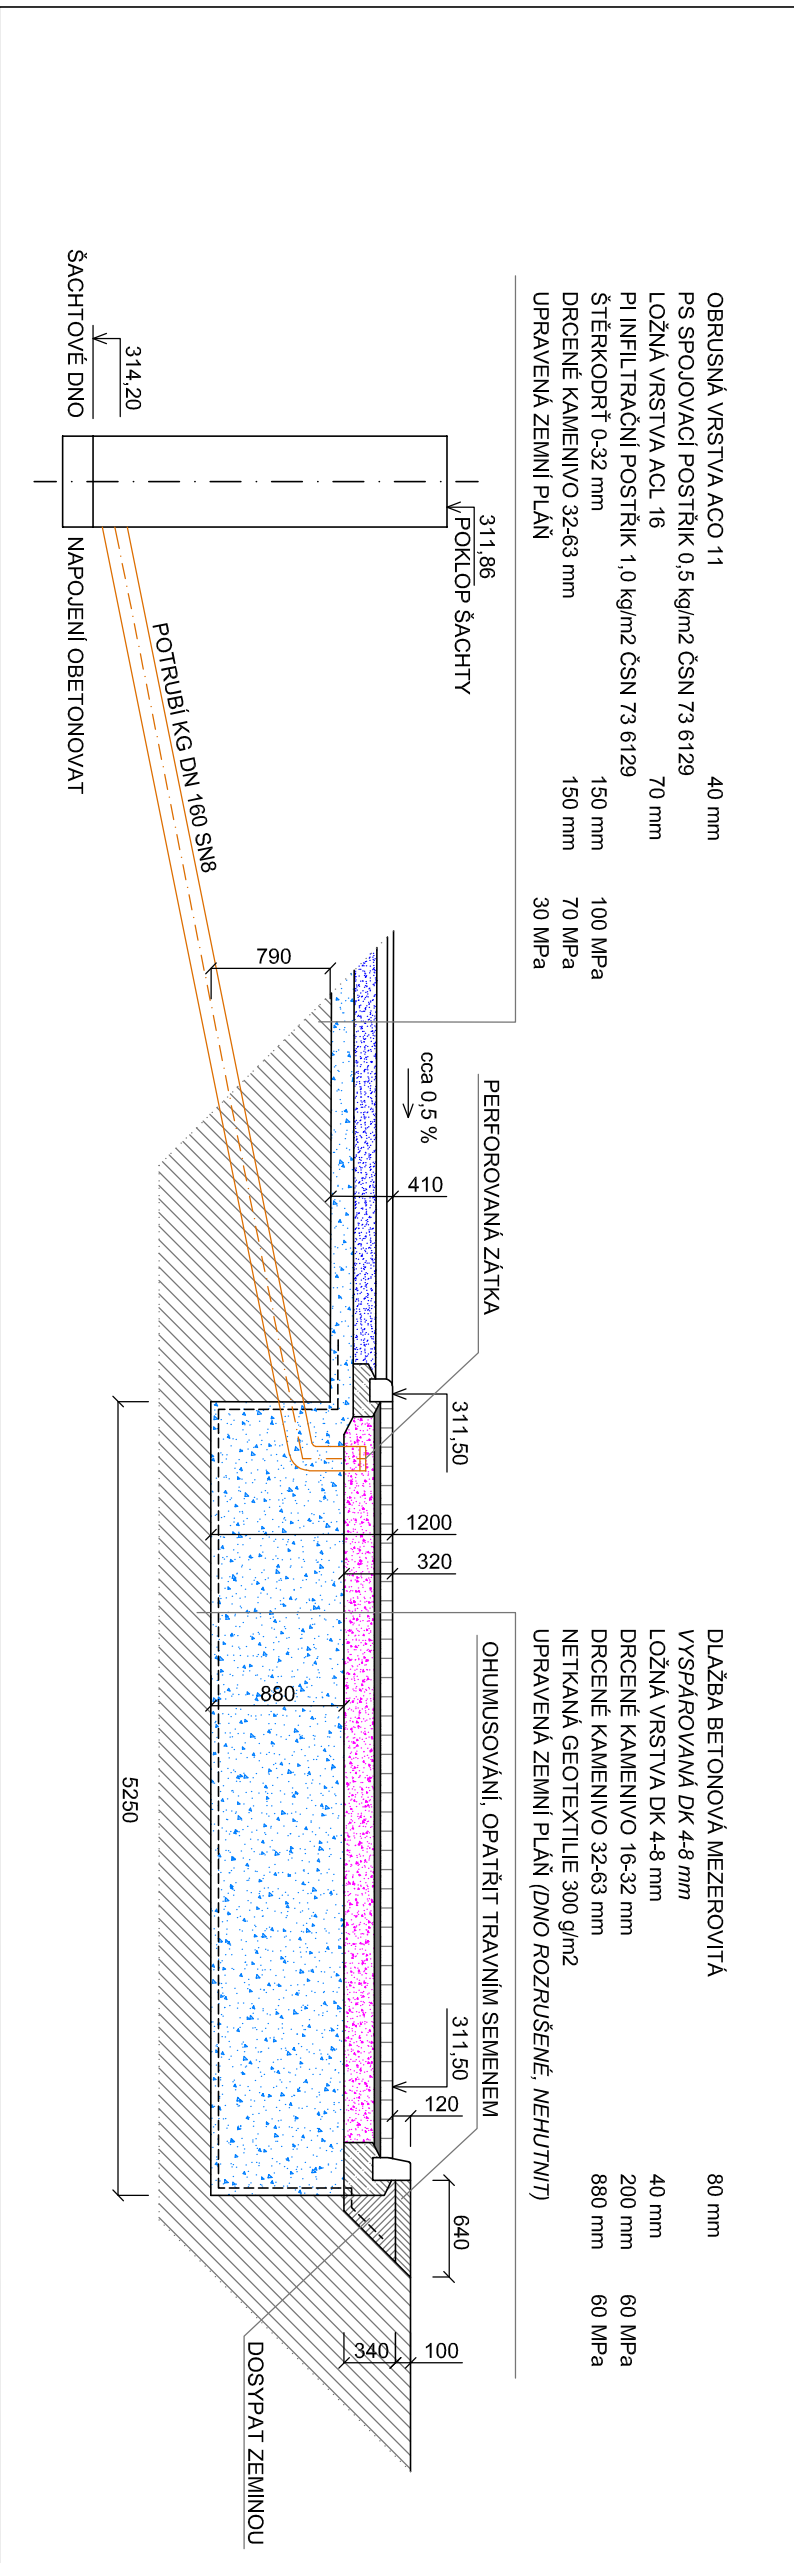 OBRUSNÁ VRSTVA ACO 11 40 mm
PS SPOJOVACÍ POSTŘIK 0,5 kg/m2 ČSN 73 6129
LOŽNÁ VRSTVA ACL 16 70 mm
PI INFILTRAČNÍ POSTŘIK 1,0 kg/m2 ČSN 73 6129
ŠTĚRKODRŤ 0-32 mm 150 mm 100 MPa
DRCENÉ KAMENIVO 32-63 mm 150 mm 70 MPa
UPRAVENÁ ZEMNÍ PLÁŇ 30 MPa
DLAŽBA BETONOVÁ MEZEROVITÁ 80 mm
VYSPÁROVANÁ DK 4-8 mm
LOŽNÁ VRSTVA DK 4-8 mm 40 mm
DRCENÉ KAMENIVO 16-32 mm 200 mm 60 MPa
DRCENÉ KAMENIVO 32-63 mm 880 mm 60 MPa
NETKANÁ GEOTEXTILIE 300 g/m2
UPRAVENÁ ZEMNÍ PLÁŇ (DNO ROZRUŠENÉ, NEHUTNIT)
311,86
POKLOP ŠACHTY
PERFOROVANÁ ZÁTKA
OHUMUSOVÁNÍ, OPATŘIT TRAVNÍM SEMENEM
cca 0,5 %
311,50
311,50
120
640
410
1200
320
100
340
790
880
POTRUBÍ KG DN 160 SN8
314,20
ŠACHTOVÉ DNO
NAPOJENÍ OBETONOVAT
5250
DOSYPAT ZEMINOU